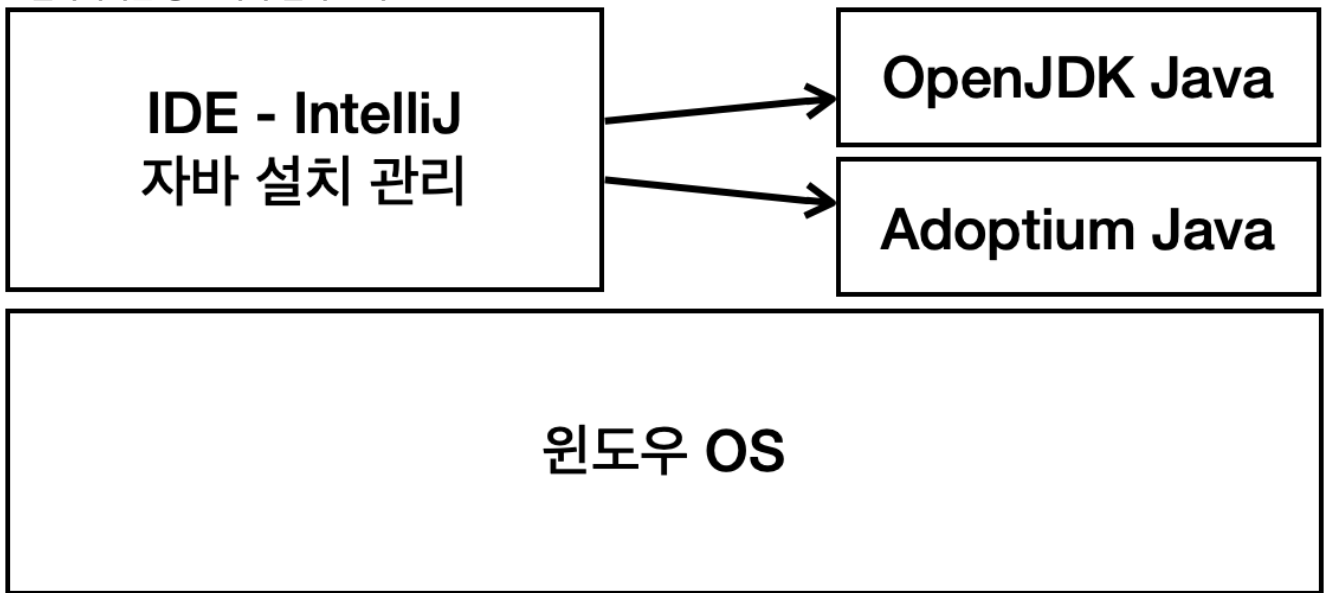 IDE - IntelliJ
자바 설치 관리
OpenJDK Java
Adoptium Java
윈도우 OS